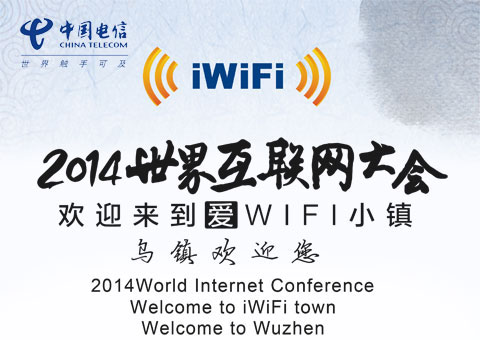 中国电信
CHINA TELECOM
世界触手可及
iWiFi
2014世界互联网大会
欢迎来到爱WIFI小镇
乌镇欢迎您
2014World Internet Conference
Welcome to iWiFi town
Welcome to Wuzhen